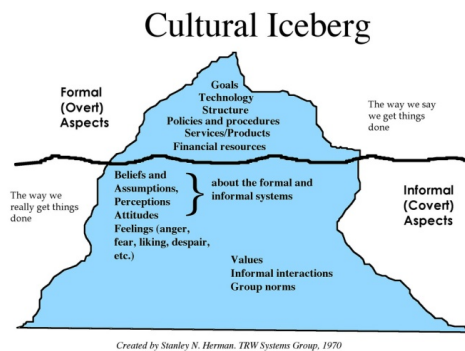 Cultural Iceberg
Formal
(Overt)
Aspects
Goals
Technology
Structure
Policies and procedures
Services/Products
Financial resources
The way we say
we get things
done
The way we
really get things
done
Beliefs and
Assumptions,
Perceptions
Attitudes
Feelings (anger,
fear, liking, despair,
etc.)
about the formal and
informal systems
Informal
(Covert)
Aspects
Values
Informal interactions
Group norms
Created by Stanley N. Herman. TRW Systems Group, 1970